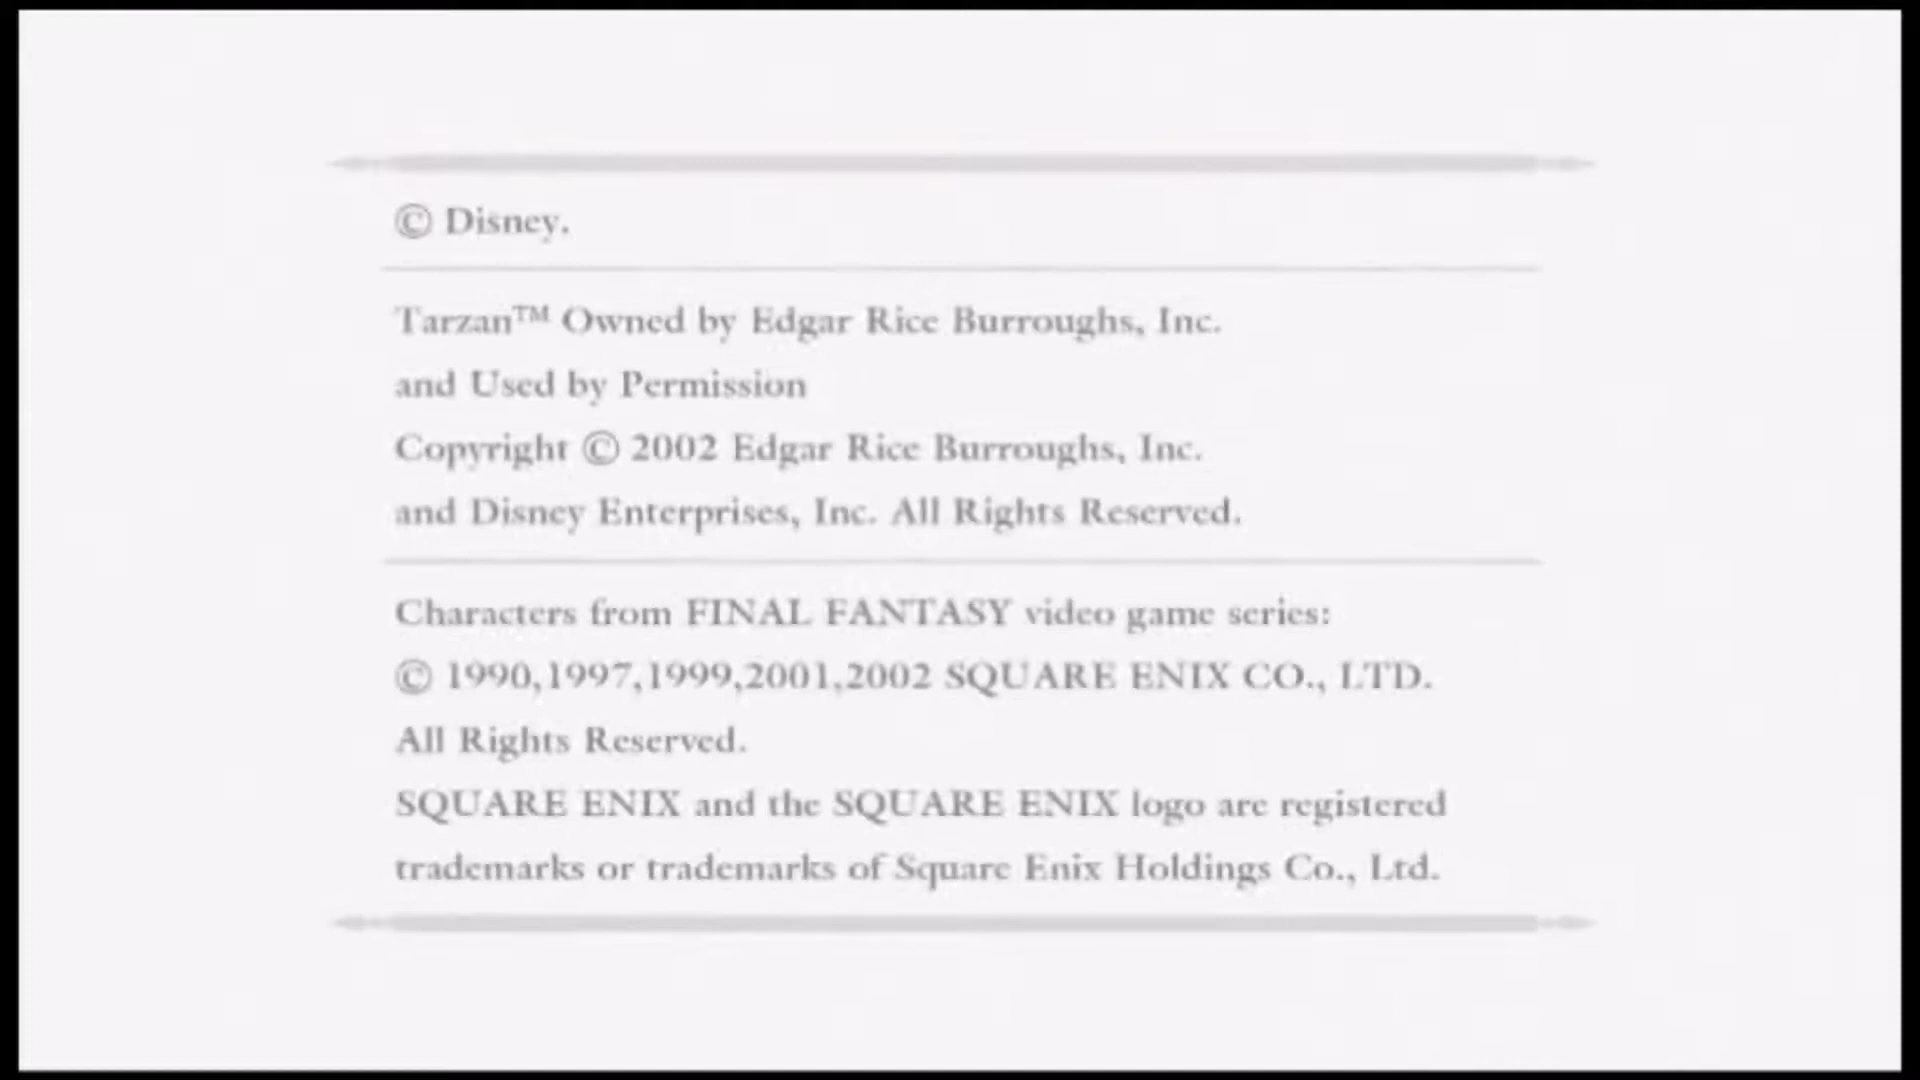 © Disney.
Tarzan™ Owned by Edgar Rice Burroughs, Inc.
and Used by Permission
Copyright © 2002 Edgar Rice Burroughs, Inc.
and Disney Enterprises, Inc. All Rights Reserved.
Characters from FINAL FANTASY video game series:
© 1990,1997,1999,2001,2002 SQUARE ENIX CO., LTD.
All Rights Reserved.
SQUARE ENIX and the SQUARE ENIX logo are registered
trademarks or trademarks of Square Enix Holdings Co., Ltd.